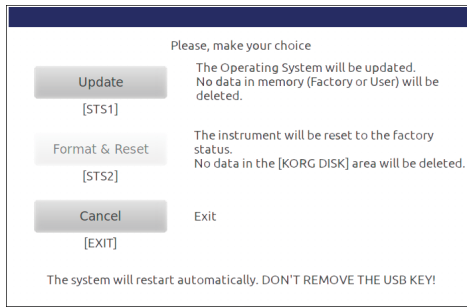 Please, make your choice
Update
[STS1]
The Operating System will be updated.
No data in memory (Factory or User) will be
deleted.
Format & Reset
[STS2]
The instrument will be reset to the factory
status.
No data in the [KORG DISK] area will be deleted.
Cancel
[EXIT]
Exit
The system will restart automatically. DON'T REMOVE THE USB KEY!